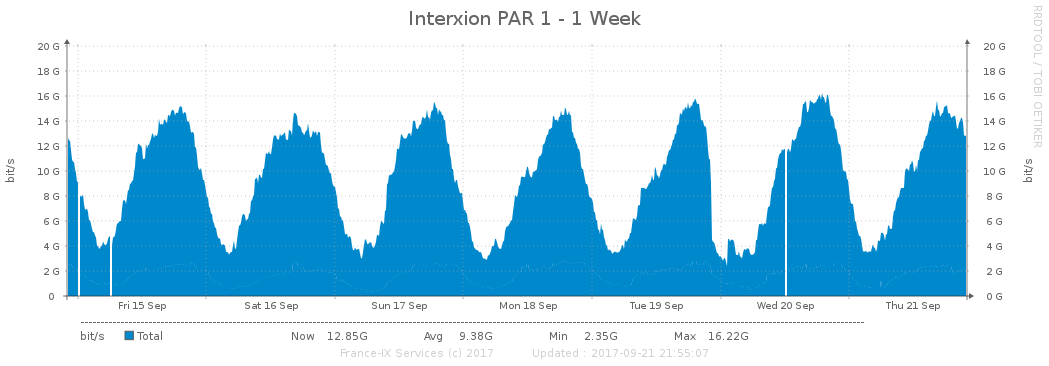 Interxion PAR 1 - 1 Week
RRDTOOL / TOBI OETIKER
20 G 20 G
18 G 18 G
16 G 16 G
14 G 14 G
12 G 12 G
10 G 10 G
8 G 8 G
6 G 6 G
4 G 4 G
2 G 2 G
0 0 G
bit/s bit/s
Fri 15 Sep Sat 16 Sep Sun 17 Sep Mon 18 Sep Tue 19 Sep Wed 20 Sep Thu 21 Sep
bit/s Total Now 12.85G Avg 9.38G Min 2.35G Max 16.22G
France-IX Services (c) 2017 Updated : 2017-09-21 21:55:07